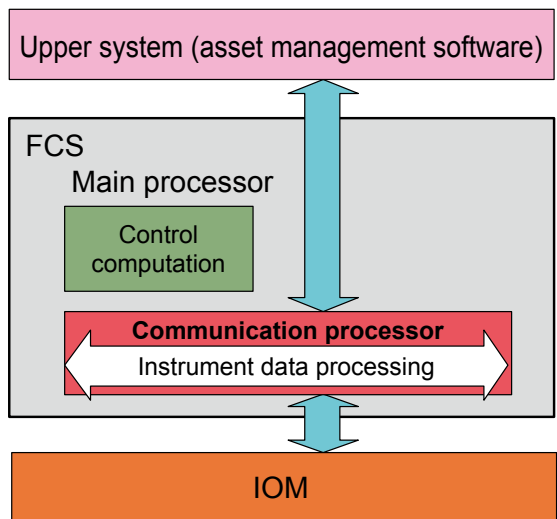 Upper system (asset management software)
FCS
Main processor
Control
computation
Communication processor
Instrument data processing
IOM